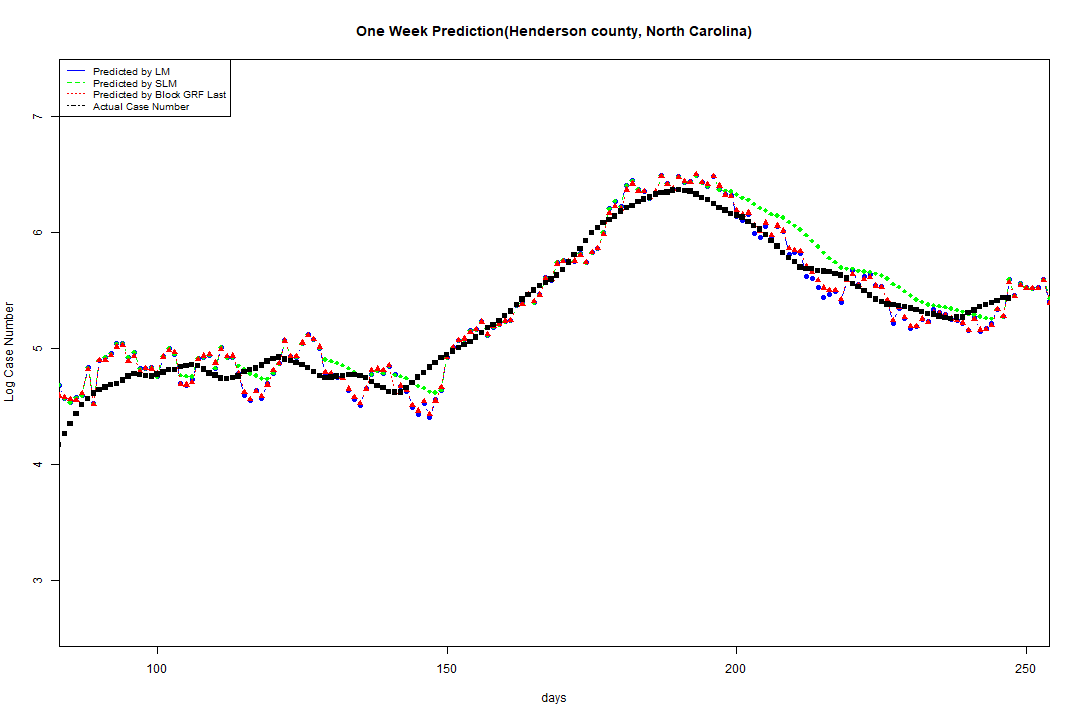 One Week Prediction(Henderson county, North Carolina)
Predicted by LM
Predicted by SLM
Predicted by Block GRF Last
Actual Case Number
Log Case Number
7
6
5
4
3
100 150 200 250
days